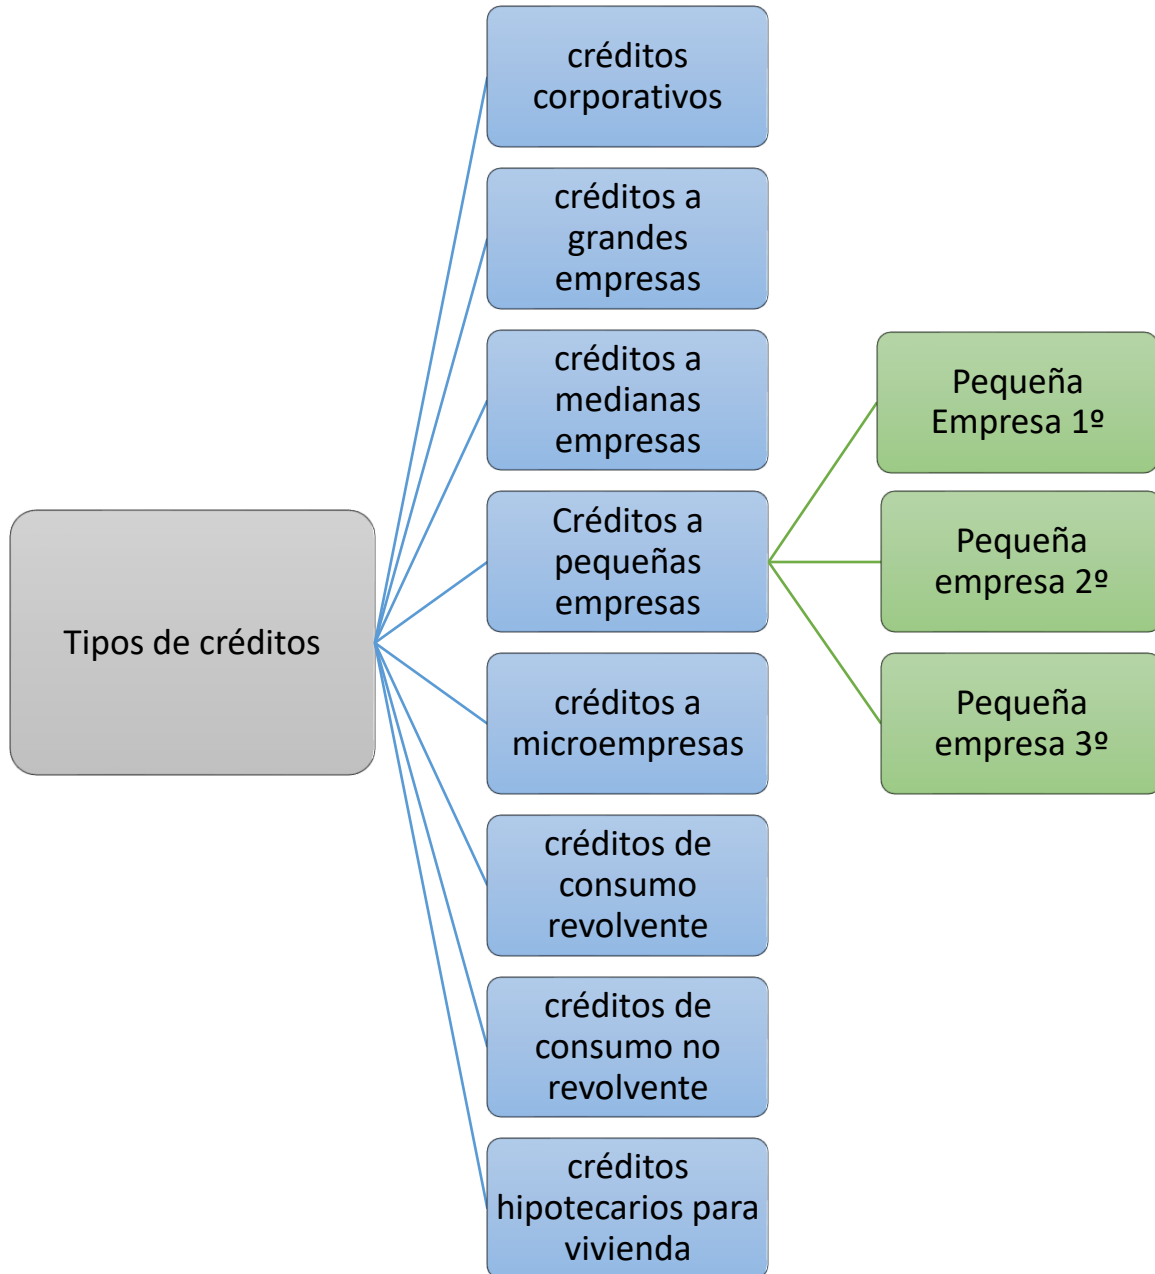 créditos
corporativos
créditos a
grandes
empresas
créditos a
medianas
empresas
Pequeña
Empresa 1º
Créditos a
pequeñas
empresas
Pequeña
empresa 2º
Tipos de créditos
créditos a
microempresas
Pequeña
empresa 3º
créditos de
consumo
revolvente
créditos de
consumo no
revolvente
créditos
hipotecarios para
vivienda